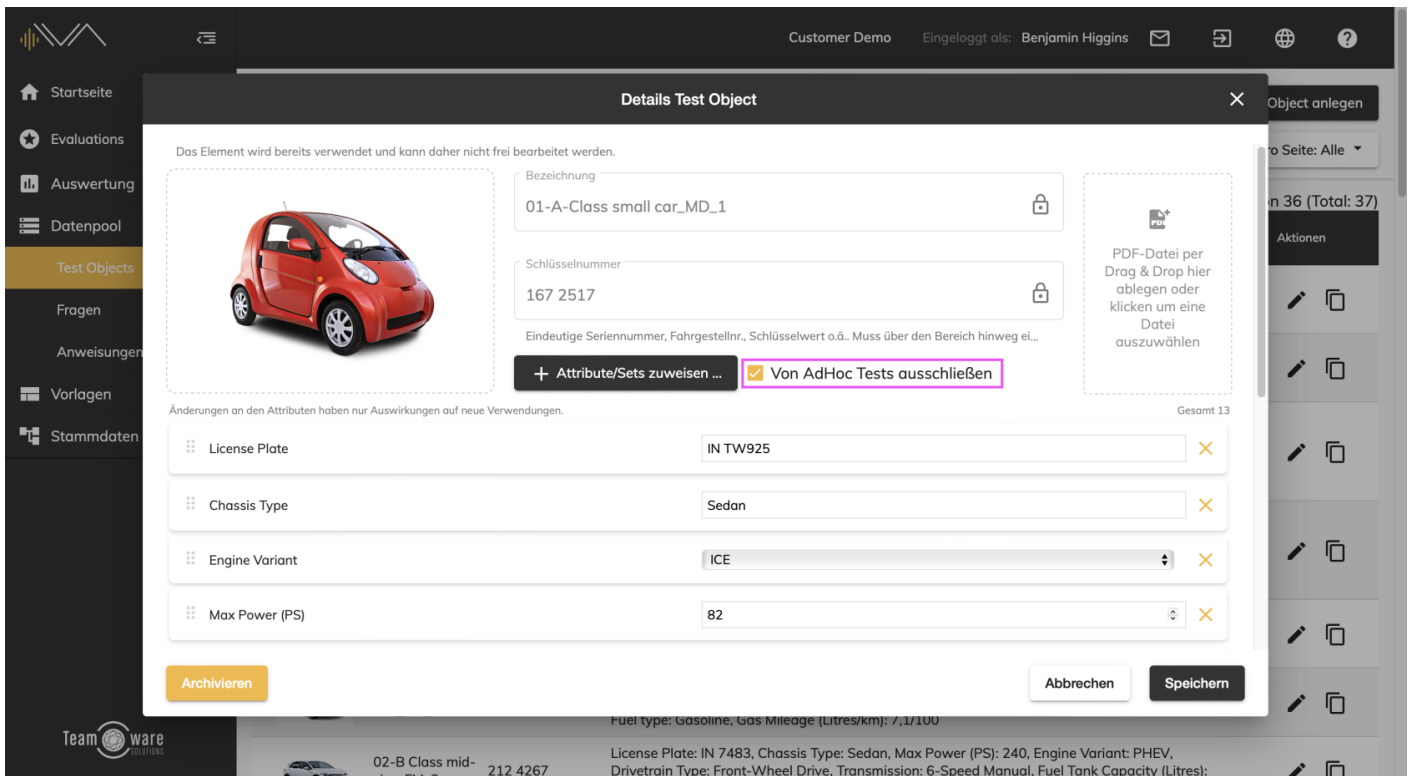 Customer Demo Eingeloggt als: Benjamin Higgins
Startseite
Evaluations
Auswertung
Datenpool
Test Objects
Fragen
Anweisungen
Vorlagen
Stammdaten
Team ware
SOLUTIONS
Object anlegen
ro Seite: Alle
n 36 (Total: 37)
Aktionen
Details Test Object
Das Element wird bereits verwendet und kann daher nicht frei bearbeitet werden.
Bezeichnung
01-A-Class small car_MD_1
Schlüsselnummer
167 2517
Eindeutige Seriennummer, Fahrgestellnr., Schlüsselwert o.ä.. Muss über den Bereich hinweg ei...
+ Attribute/Sets zuweisen ...
Von AdHoc Tests ausschließen
PDF
PDF-Datei per
Drag & Drop hier
ablegen oder
klicken um eine
Datei
auszuwählen
Änderungen an den Attributen haben nur Auswirkungen auf neue Verwendungen.
Gesamt 13
License Plate IN TW925
Chassis Type Sedan
Engine Variant ICE
Max Power (PS) 82
Archivieren
Abbrechen
Speichern
Fuel type: Gasoline, Gas Mileage (Litres/km): 7,1/100
02-B Class mid-
212 4267
License Plate: IN 7483, Chassis Type: Sedan, Max Power (PS): 240, Engine Variant: PHEV,
Drivetrain Type: Front-Wheel Drive, Transmission: 6-Speed Manual, Fuel Tank Capacity (Litres):